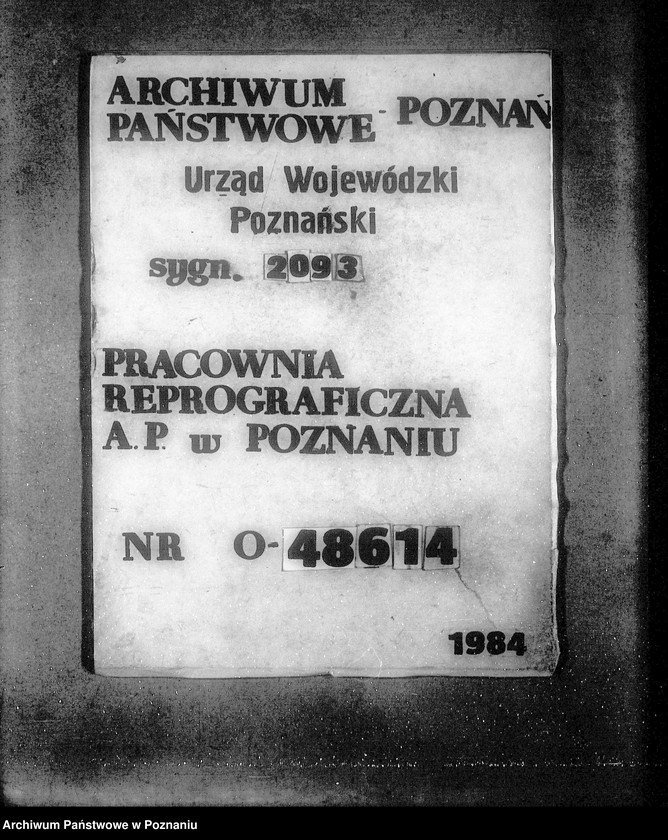 ARCHIWUM
PAŃSTWOWE - POZNAŃ
Urząd Wojewódzki
Poznański
sygn. 2093
PRACOWNIA
REPROGRAFICZNA
A.P. w POZNANIU
NR O-48614
1984
Archiwum Państwowe w Poznaniu